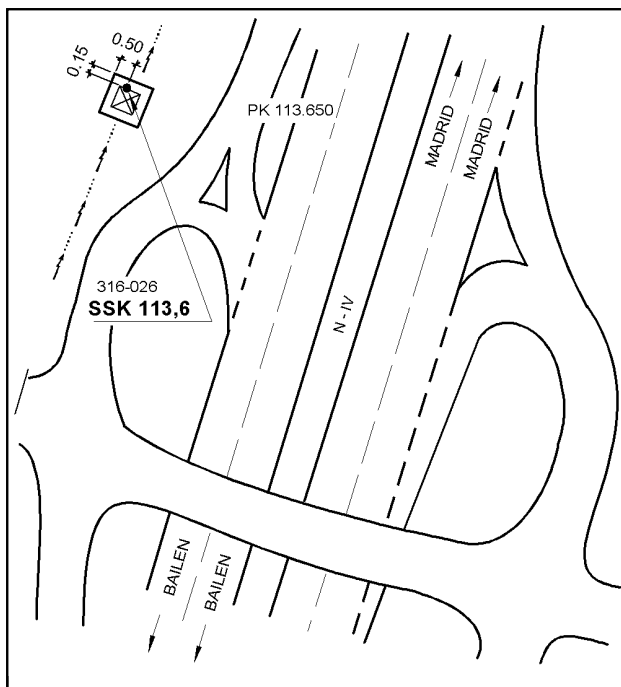 0.50
0.15
PK 113.650
MADRID
MADRID
316-026
SSK 113,6
N - IV
BAILEN
BAILEN